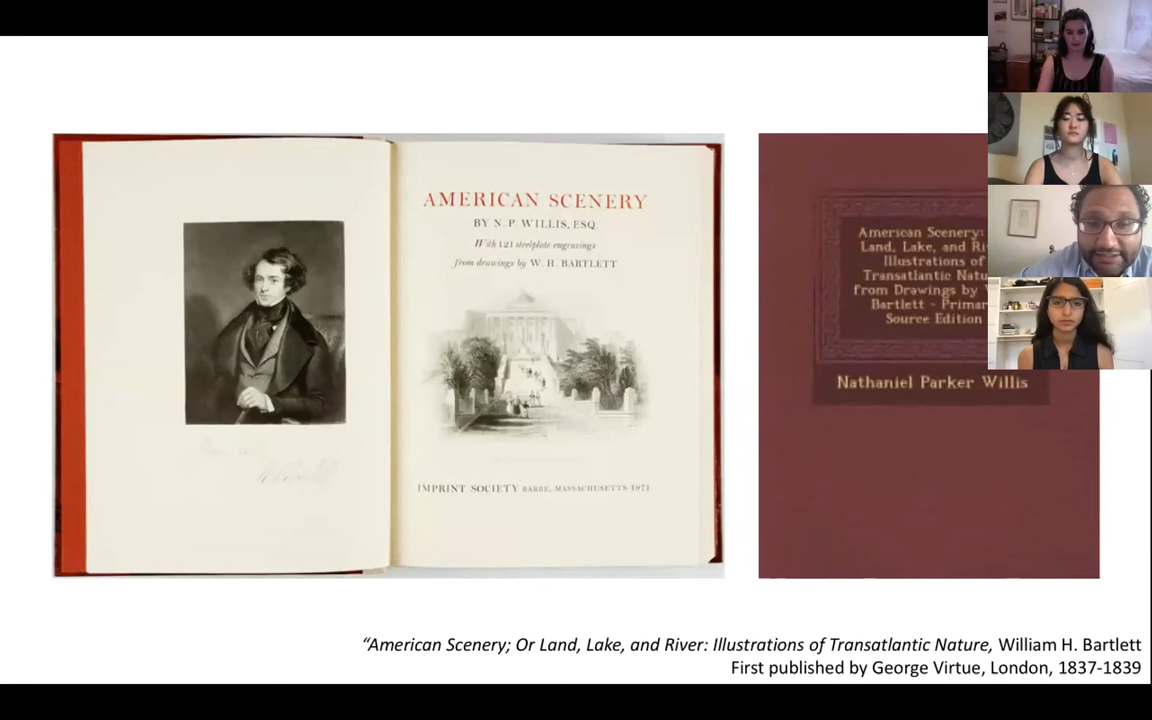 AMERICAN SCENERY
BY N. P. WILLIS, ESQ.
With 121 steelplate engravings
from drawings by W. H. BARTLETT
IMPRINT SOCIETY BARRE, MASSACHUSETTS 1971
American Scenery:
Land, Lake, and Ri
Illustrations of
Transatlantic Natu
from Drawings by
Bartlett - Primar
Source Edition
Nathaniel Parker Willis
“American Scenery; Or Land, Lake, and River: Illustrations of Transatlantic Nature, William H. Bartlett
First published by George Virtue, London, 1837-1839